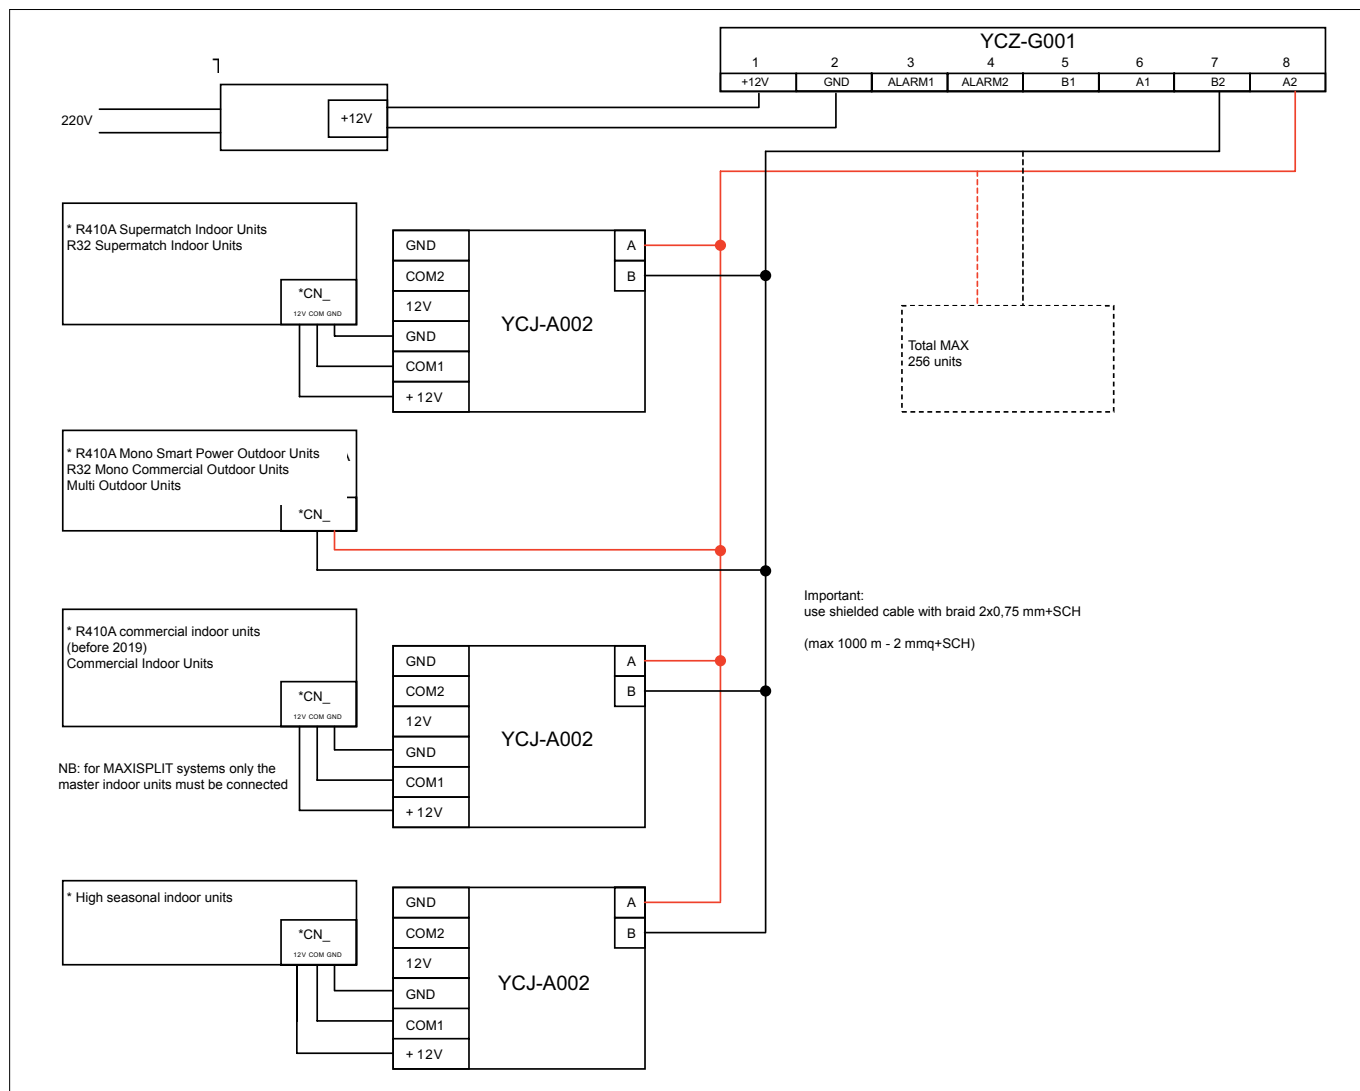 YCZ-G001
1 2 3 4 5 6 7 8
+12V GND ALARM1 ALARM2 B1 A1 B2 A2
220V
+12V
* R410A Supermatch Indoor Units
R32 Supermatch Indoor Units
*CN_
12V COM GND
GND
COM2
12V
GND
COM1
+ 12V
YCJ-A002
A
B
Total MAX
256 units
* R410A Mono Smart Power Outdoor Units
R32 Mono Commercial Outdoor Units
Multi Outdoor Units
*CN_
Important:
use shielded cable with braid 2x0,75 mm+SCH
(max 1000 m - 2 mmq+SCH)
* R410A commercial indoor units
(before 2019)
Commercial Indoor Units
*CN_
12V COM GND
NB: for MAXISPLIT systems only the
master indoor units must be connected
GND
COM2
12V
GND
COM1
+ 12V
YCJ-A002
A
B
* High seasonal indoor units
*CN_
12V COM GND
GND
COM2
12V
GND
COM1
+ 12V
YCJ-A002
A
B